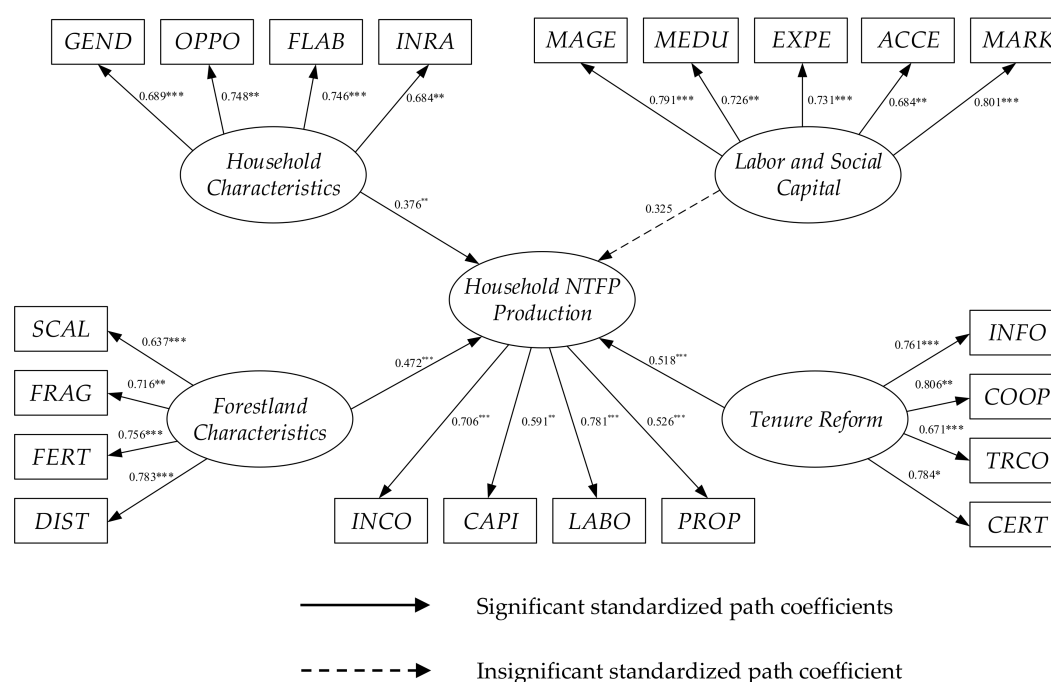 GEND OPPO FLAB INRA MAGE MEDU EXPE ACCE MARK
0.689*** 0.748** 0.746*** 0.684** 0.791*** 0.726** 0.731*** 0.684** 0.801***
Household
Characteristics
Labor and Social
Capital
0.376**
0.325
Household NTFP
Production
SCAL
FRAG
FERT
DIST
0.637***
0.716**
0.756***
0.783***
Forestland
Characteristics
0.472***
0.518***
Tenure Reform
0.761***
0.806**
0.671***
0.784*
INFO
COOP
TRCO
CERT
0.706*** 0.591** 0.781*** 0.526***
INCO CAPI LABO PROP
Significant standardized path coefficients
Insignificant standardized path coefficient